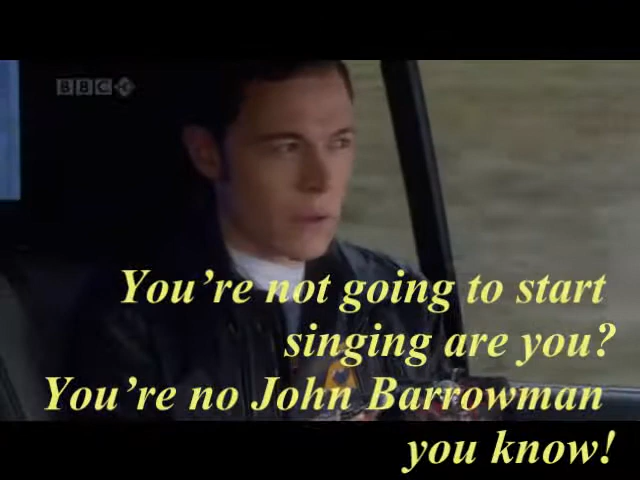 BBC
You’re not going to start
singing are you?
You’re no John Barrowman
you know!